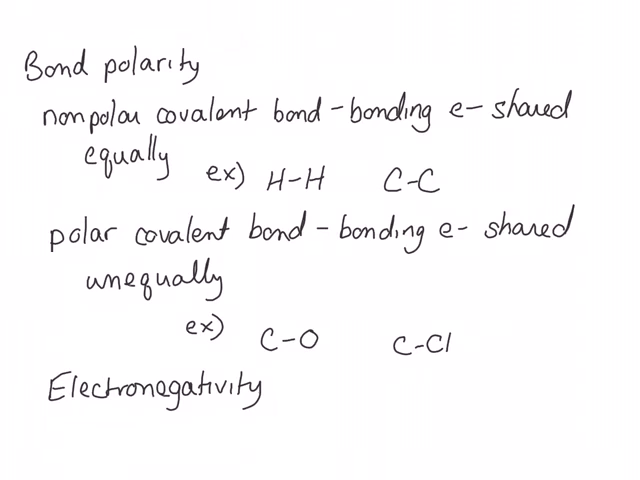 Bond polarity
nonpolar covalent bond - bonding e- shared
equally
ex) H-H C-C
polar covalent bond - bonding e- shared
unequally
ex) C-O C-Cl
Electronegativity